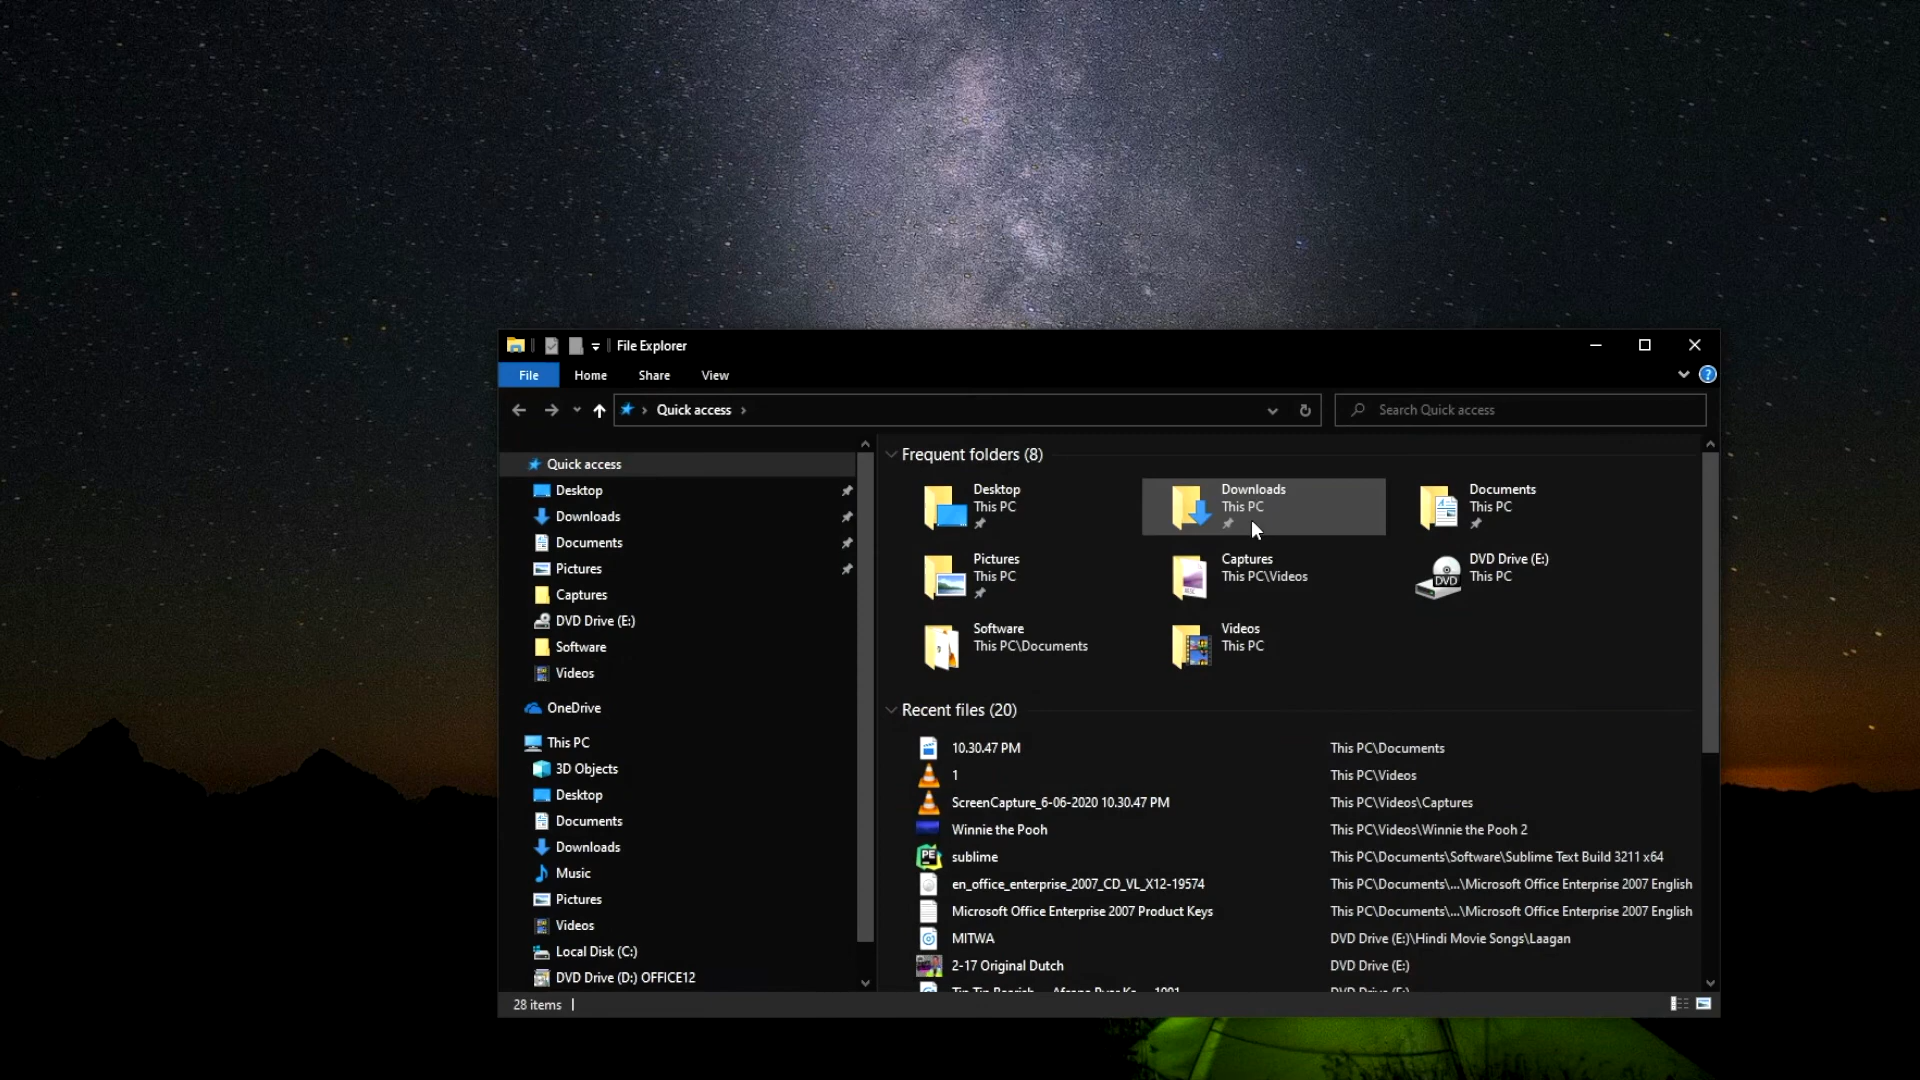 File Explorer
File Home Share View
Quick access
Search Quick access
Quick access
Desktop
Downloads
Documents
Pictures
Captures
DVD Drive (E:)
Software
Videos
OneDrive
This PC
3D Objects
Desktop
Documents
Downloads
Music
Pictures
Videos
Local Disk (C:)
DVD Drive (D:) OFFICE12
Frequent folders (8)
Desktop
This PC
Downloads
This PC
Documents
This PC
Pictures
This PC
Captures
This PC\Videos
DVD
DVD Drive (E:)
This PC
Software
This PC\Documents
Videos
This PC
Recent files (20)
10.30.47 PM This PC\Documents
1 This PC\Videos
ScreenCapture_6-06-2020 10.30.47 PM This PC\Videos\Captures
Winnie the Pooh This PC\Videos\Winnie the Pooh 2
PE sublime This PC\Documents\Software\Sublime Text Build 3211 x64
en_office_enterprise_2007_CD_VL_X12-19574 This PC\Documents\...\Microsoft Office Enterprise 2007 English
Microsoft Office Enterprise 2007 Product Keys This PC\Documents\...\Microsoft Office Enterprise 2007 English
MITWA DVD Drive (E:)\Hindi Movie Songs\Laagan
2-17 Original Dutch DVD Drive (E:)
28 items